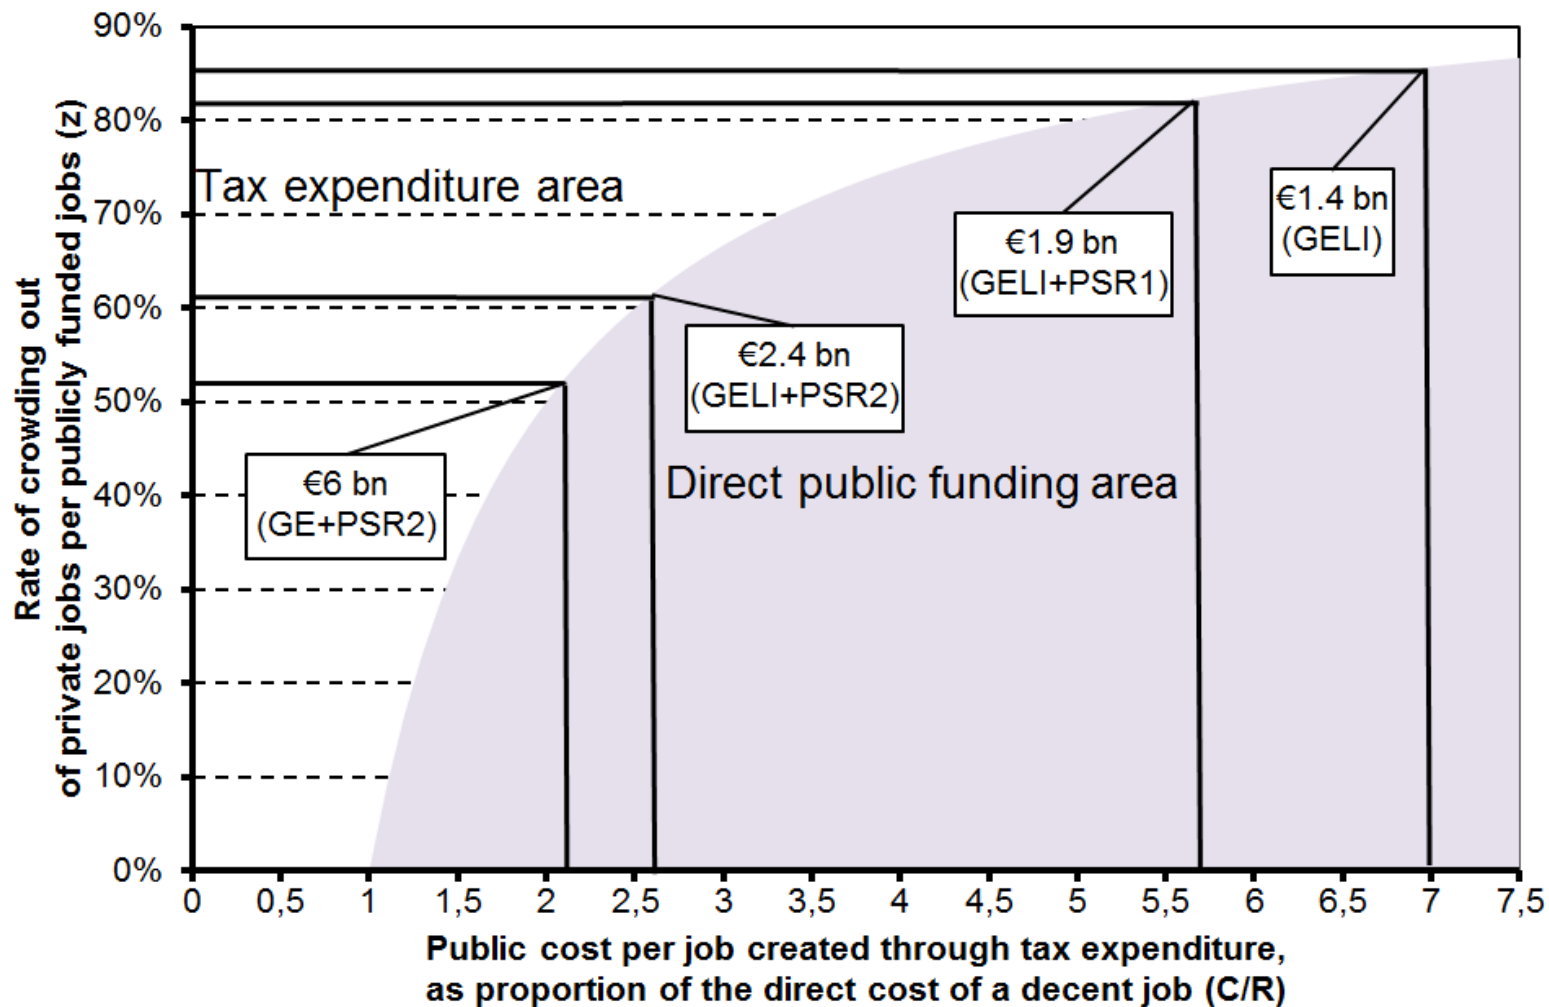 Rate of crowding out
of private jobs per publicly funded jobs (z)
90%
80%
70%
60%
50%
40%
30%
20%
10%
0%
Tax expenditure area
Direct public funding area
€1.4 bn
(GELI)
€1.9 bn
(GELI+PSR1)
€2.4 bn
(GELI+PSR2)
€6 bn
(GE+PSR2)
0 0,5 1 1,5 2 2,5 3 3,5 4 4,5 5 5,5 6 6,5 7 7,5
Public cost per job created through tax expenditure,
as proportion of the direct cost of a decent job (C/R)